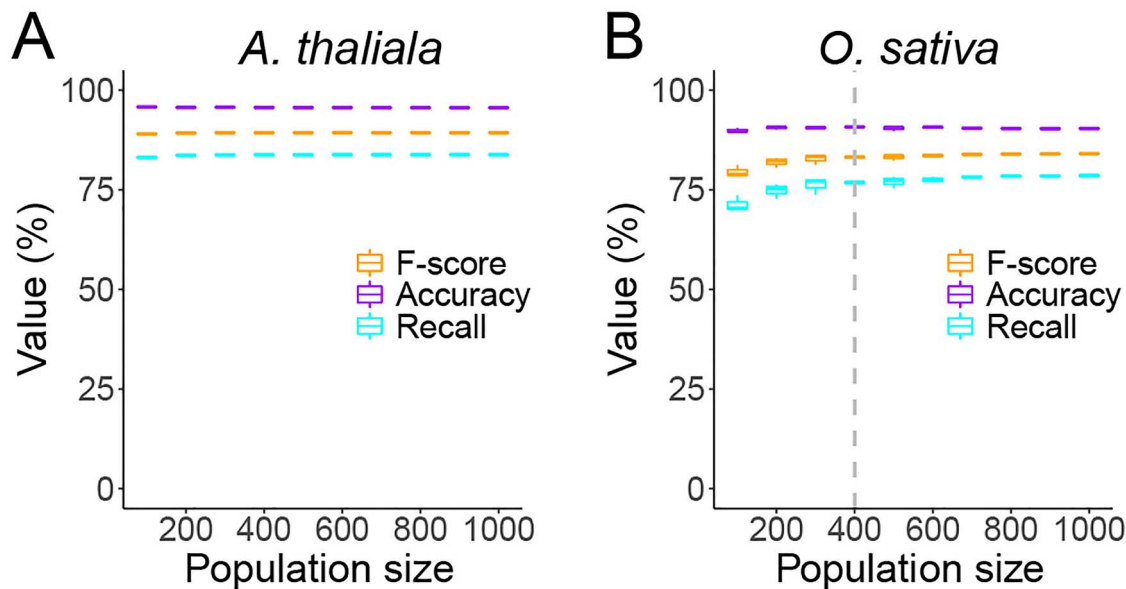 A
A. thaliala
Value (%)
100
75
50
25
0
F-score
Accuracy
Recall
200 400 600 800 1000
Population size
B
O. sativa
Value (%)
100
75
50
25
0
F-score
Accuracy
Recall
200 400 600 800 1000
Population size